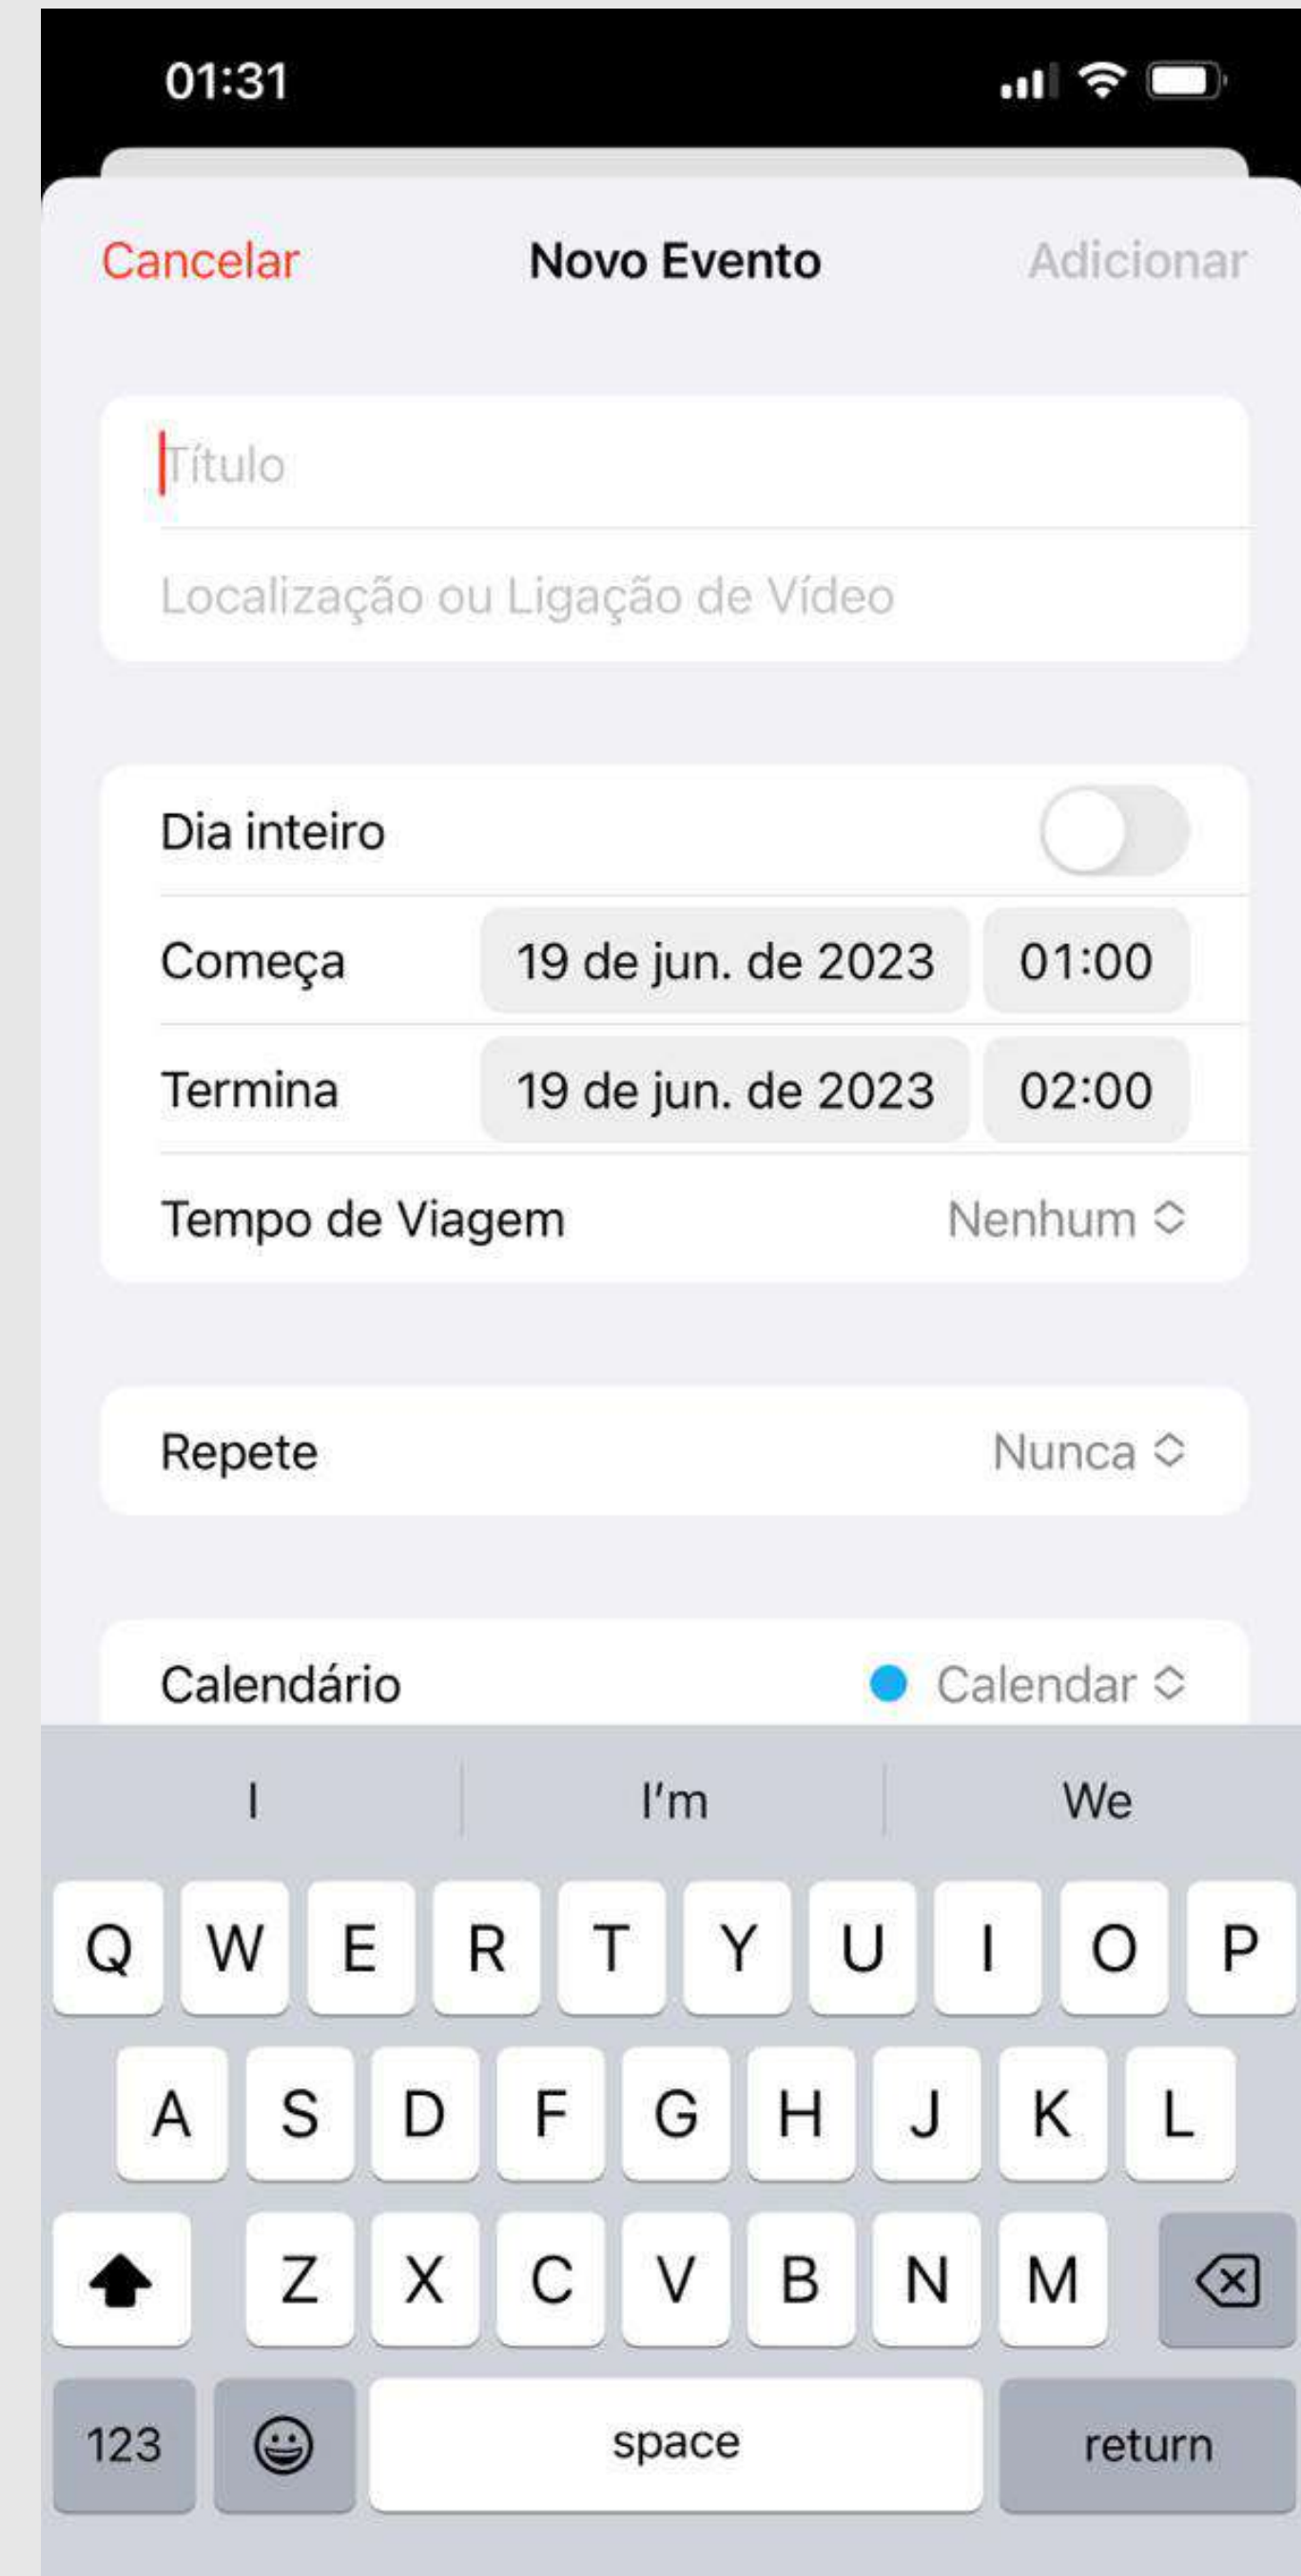 01:31
Cancelar Novo Evento Adicionar
Título
Localização ou Ligação de Vídeo
Dia inteiro
Começa 19 de jun. de 2023 01:00
Termina 19 de jun. de 2023 02:00
Tempo de Viagem Nenhum
Repete Nunca
Calendário Calendar
I I'm We
Q W E R T Y U I O P
A S D F G H J K L
Z X C V B N M
123 space return